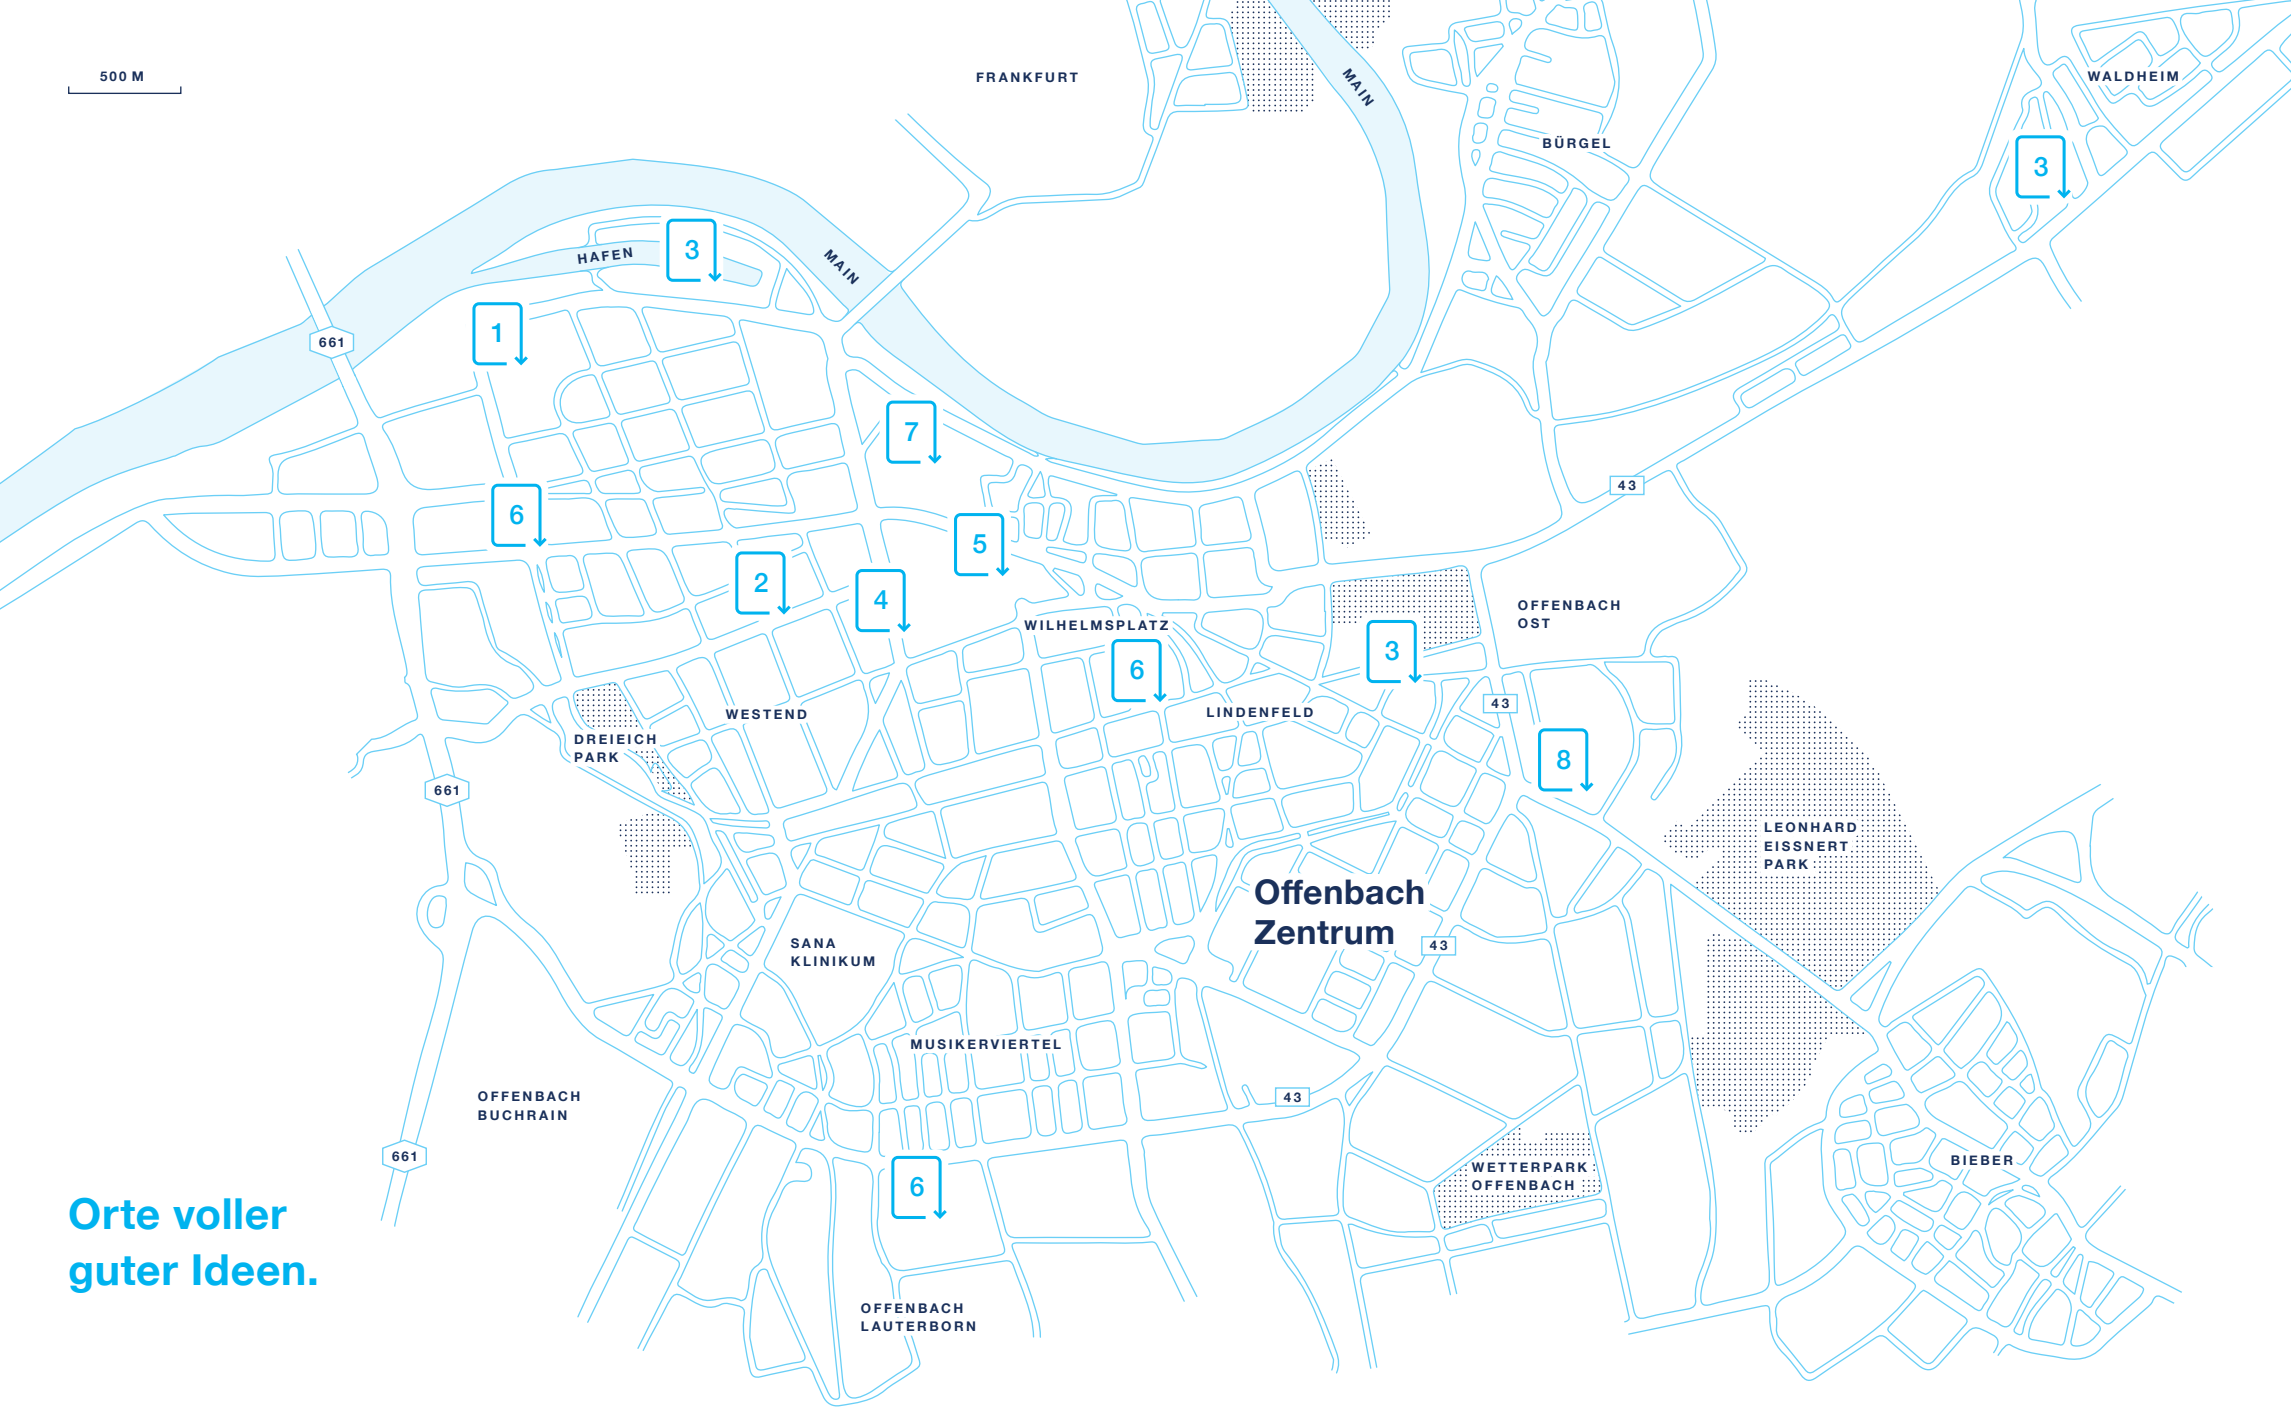 500 M
FRANKFURT
MAIN
WALDHEIM
BÜRGEL
3
3
HAFEN
MAIN
1
661
7
43
6
5
2
4
OFFENBACH
OST
WILHELMSPLATZ
3
6
43
LINDENFELD
WESTEND
DREIEICH
PARK
8
661
LEONHARD
EISSNERT
PARK
Offenbach
Zentrum
43
SANA
KLINIKUM
MUSIKERVIERTEL
OFFENBACH
BUCHRAIN
43
661
BIEBER
WETTERPARK
OFFENBACH
6
Orte voller
guter Ideen.
OFFENBACH
LAUTERBORN